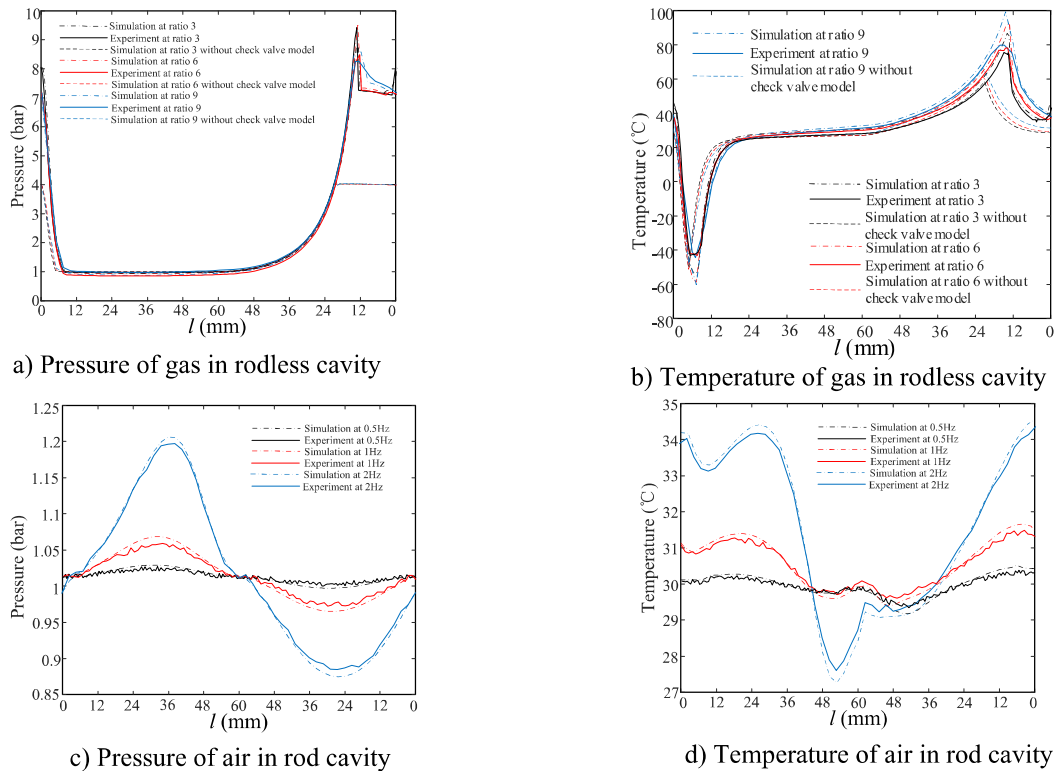 10
9
8
7
6
5
4
3
2
1
Pressure (bar)
Simulation at ratio 3
Experiment at ratio 3
Simulation at ratio 3 without check valve model
Simulation at ratio 6
Experiment at ratio 6
Simulation at ratio 6 without check valve model
Simulation at ratio 9
Experiment at ratio 9
Simulation at ratio 9 without check valve model
0 12 24 36 48 60 48 36 24 12 0
l (mm)
a) Pressure of gas in rodless cavity
100
80
60
40
20
0
-20
-40
-60
-80
Temperature (℃)
Simulation at ratio 9
Experiment at ratio 9
Simulation at ratio 9 without
check valve model
Simulation at ratio 3
Experiment at ratio 3
Simulation at ratio 3 without
check valve model
Simulation at ratio 6
Experiment at ratio 6
Simulation at ratio 6 without
check valve model
0 12 24 36 48 60 48 36 24 12 0
l (mm)
b) Temperature of gas in rodless cavity
1.25
1.2
1.15
1.1
1.05
1
0.95
0.9
0.85
Pressure (bar)
Simulation at 0.5Hz
Experiment at 0.5Hz
Simulation at 1Hz
Experiment at 1Hz
Simulation at 2Hz
Experiment at 2Hz
0 12 24 36 48 60 48 36 24 12 0
l (mm)
c) Pressure of air in rod cavity
35
34
33
32
31
30
29
28
27
Temperature (℃)
Simulation at 0.5Hz
Experiment at 0.5Hz
Simulation at 1Hz
Experiment at 1Hz
Simulation at 2Hz
Experiment at 2Hz
0 12 24 36 48 60 48 36 24 12 0
l (mm)
d) Temperature of air in rod cavity